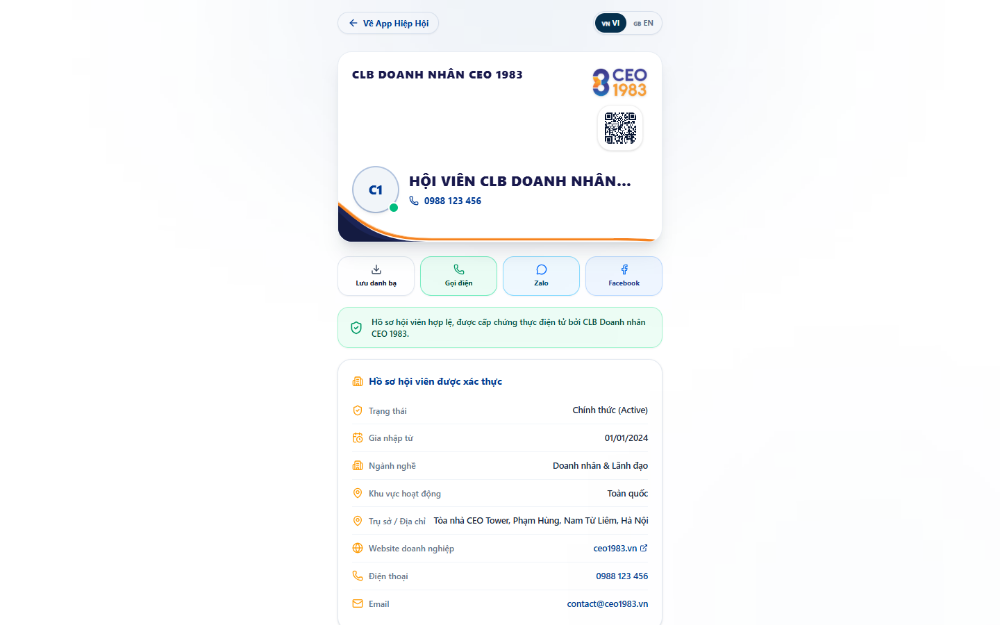 Về App Hiệp Hội
VN VI
GB EN
CLB DOANH NHÂN CEO 1983
CEO
1983
C1
HỘI VIÊN CLB DOANH NHÂN...
0988 123 456
Lưu danh bạ
Gọi điện
Zalo
Facebook
Hồ sơ hội viên hợp lệ, được cấp chứng thực điện tử bởi CLB Doanh nhân
CEO 1983.
Hồ sơ hội viên được xác thực
Trạng thái
Chính thức (Active)
Gia nhập từ
01/01/2024
Ngành nghề
Doanh nhân & Lãnh đạo
Khu vực hoạt động
Toàn quốc
Trụ sở / Địa chỉ
Tòa nhà CEO Tower, Phạm Hùng, Nam Từ Liêm, Hà Nội
Website doanh nghiệp
ceo1983.vn
Điện thoại
0988 123 456
Email
contact@ceo1983.vn